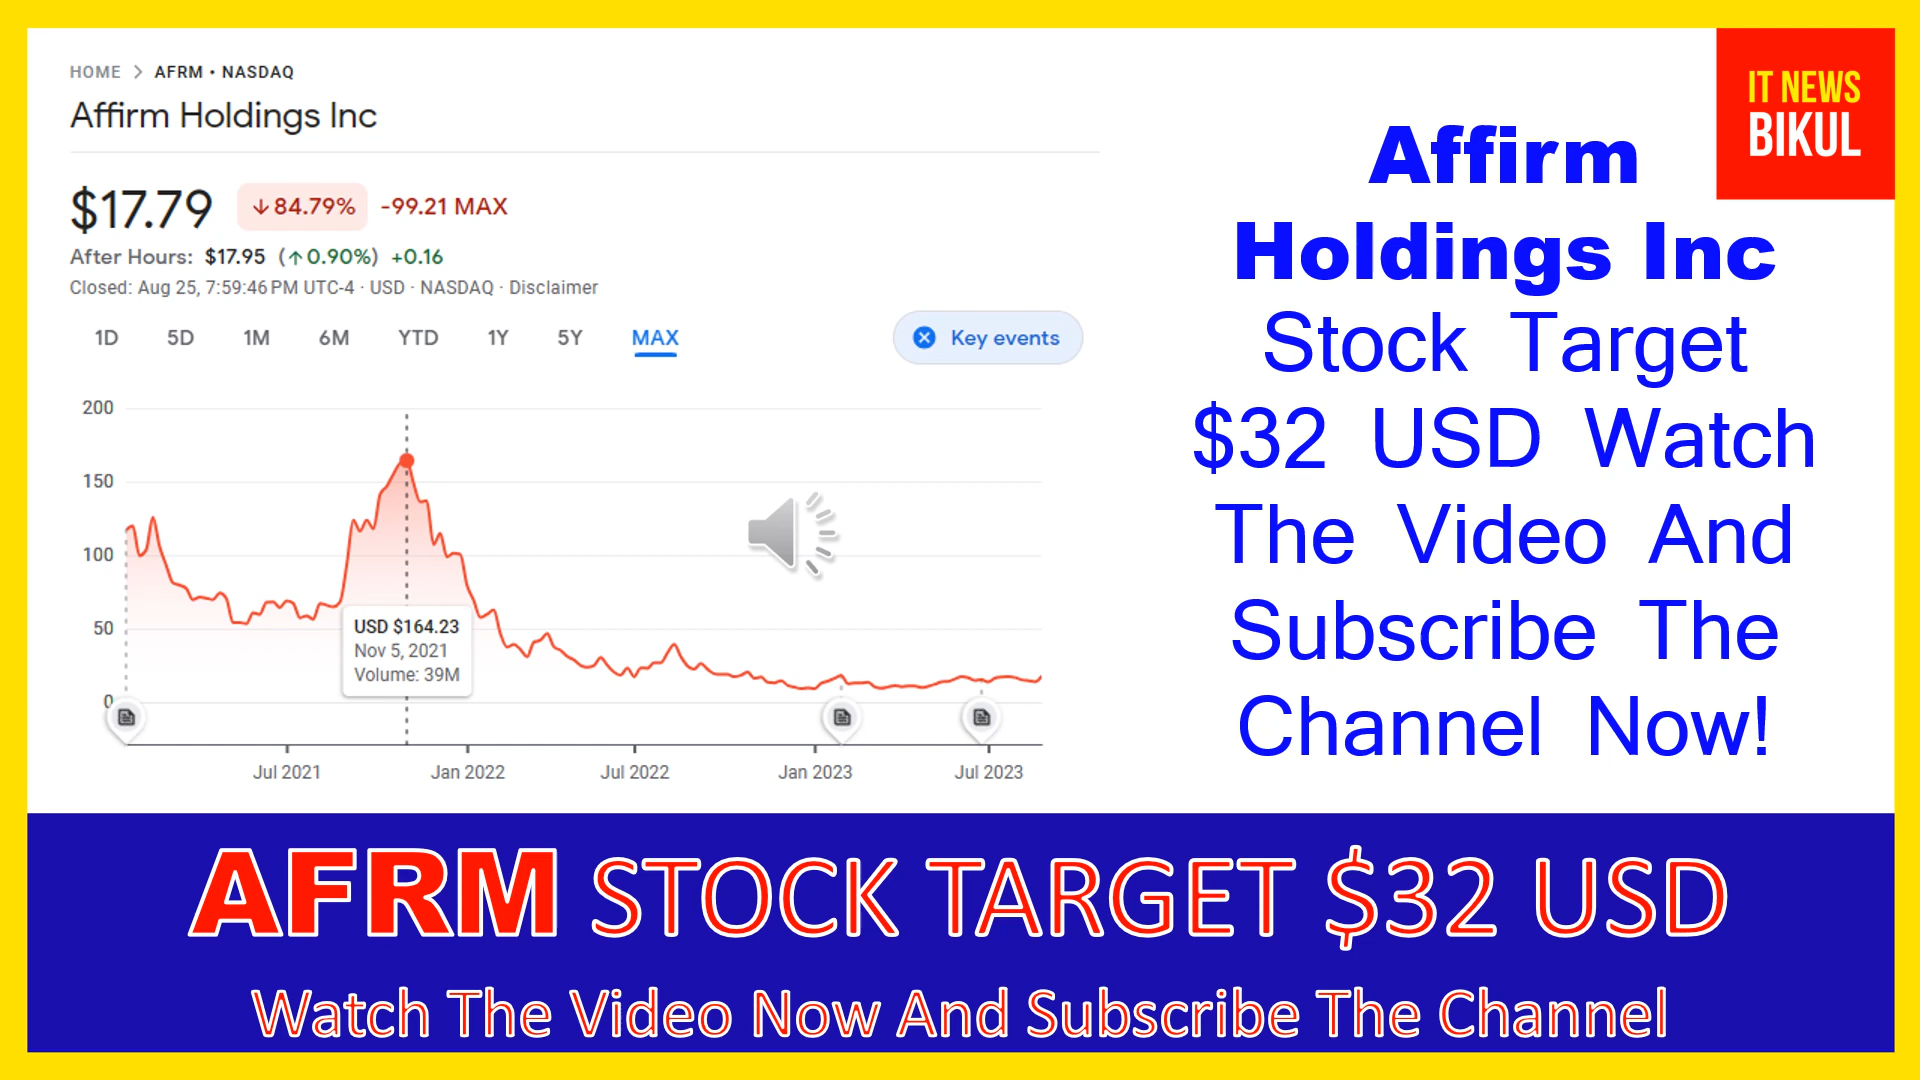 HOME > AFRM • NASDAQ
Affirm Holdings Inc
$17.79 ↓84.79% -99.21 MAX
After Hours: $17.95 (↑0.90%) +0.16
Closed: Aug 25, 7:59:46 PM UTC-4 · USD · NASDAQ · Disclaimer
1D 5D 1M 6M YTD 1Y 5Y MAX
Key events
200
150
100
50
0
USD $164.23
Nov 5, 2021
Volume: 39M
Jul 2021 Jan 2022 Jul 2022 Jan 2023 Jul 2023
IT NEWS
BIKUL
Affirm
Holdings Inc
Stock Target
$32 USD Watch
The Video And
Subscribe The
Channel Now!
AFRM STOCK TARGET $32 USD
Watch The Video Now And Subscribe The Channel